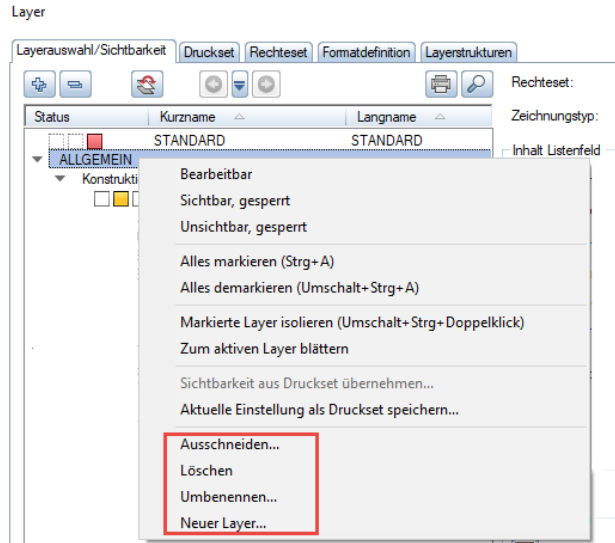 Layer
Layerauswahl/Sichtbarkeit Druckset Rechteset Formatdefinition Layerstrukturen
Rechteset:
Status Kurzname Langname
Zeichnungstyp:
STANDARD STANDARD
Inhalt Listenfeld
ALLGEMEIN
Konstrukti
Bearbeitbar
Sichtbar, gesperrt
Unsichtbar, gesperrt
Alles markieren (Strg+A)
Alles demarkieren (Umschalt+Strg+A)
Markierte Layer isolieren (Umschalt+Strg+Doppelklick)
Zum aktiven Layer blättern
Sichtbarkeit aus Druckset übernehmen...
Aktuelle Einstellung als Druckset speichern...
Ausschneiden...
Löschen
Umbenennen...
Neuer Layer...